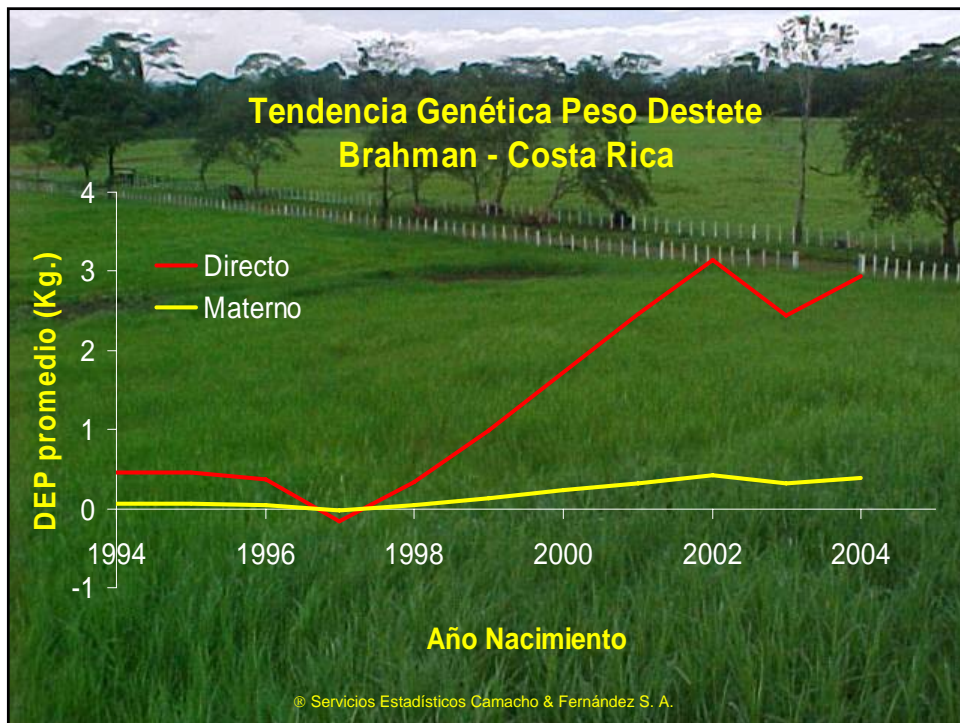 Tendencia Genética Peso Destete
Brahman - Costa Rica
4
3
2
1
0
-1
DEP promedio (Kg.)
Directo
Materno
1994 1996 1998 2000 2002 2004
Año Nacimiento
® Servicios Estadísticos Camacho & Fernández S. A.